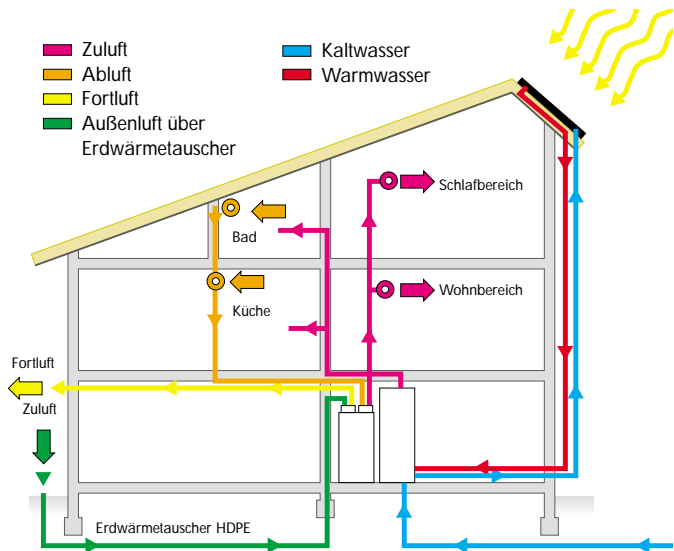 Zuluft
Abluft
Fortluft
Außenluft über
Erdwärmetauscher
Kaltwasser
Warmwasser
Schlafbereich
Bad
Wohnbereich
Küche
Fortluft
Zuluft
Erdwärmetauscher HDPE